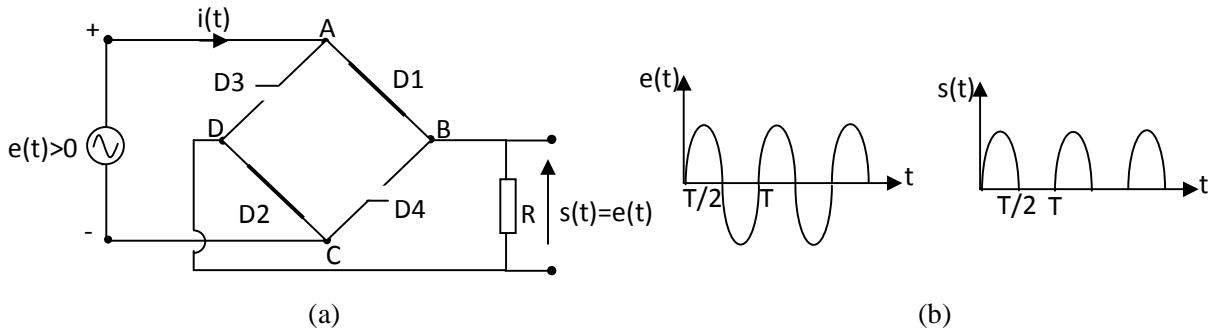 +
i(t)
A
D3
D1
D
B
e(t)>0
D2
D4
R
s(t)=e(t)
-
C
(a)
e(t)
T/2
T
t
s(t)
T/2
T
t
(b)